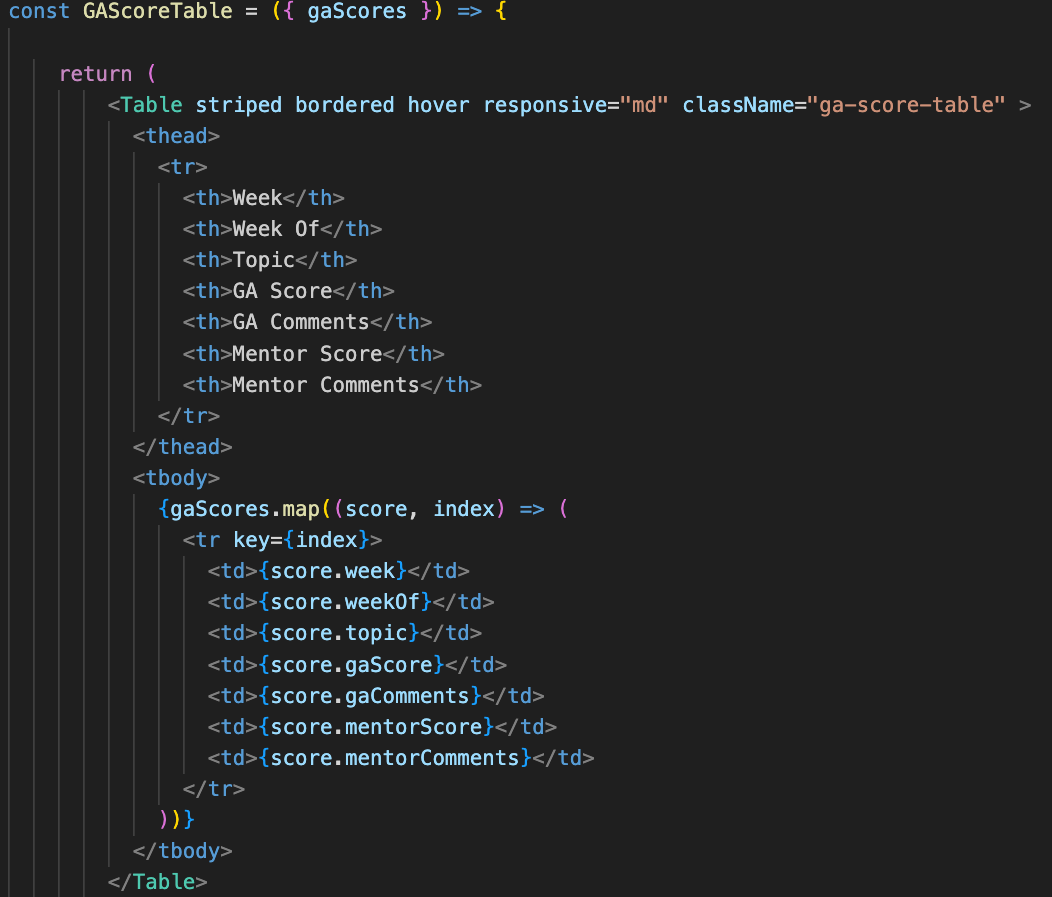 const GAScoreTable = ({ gaScores }) => {
return (
<Table striped bordered hover responsive="md" className="ga-score-table" >
<thead>
<tr>
<th>Week</th>
<th>Week Of</th>
<th>Topic</th>
<th>GA Score</th>
<th>GA Comments</th>
<th>Mentor Score</th>
<th>Mentor Comments</th>
</tr>
</thead>
<tbody>
{gaScores.map((score, index) => (
<tr key={index}>
<td>{score.week}</td>
<td>{score.weekOf}</td>
<td>{score.topic}</td>
<td>{score.gaScore}</td>
<td>{score.gaComments}</td>
<td>{score.mentorScore}</td>
<td>{score.mentorComments}</td>
</tr>
))}
</tbody>
</Table>